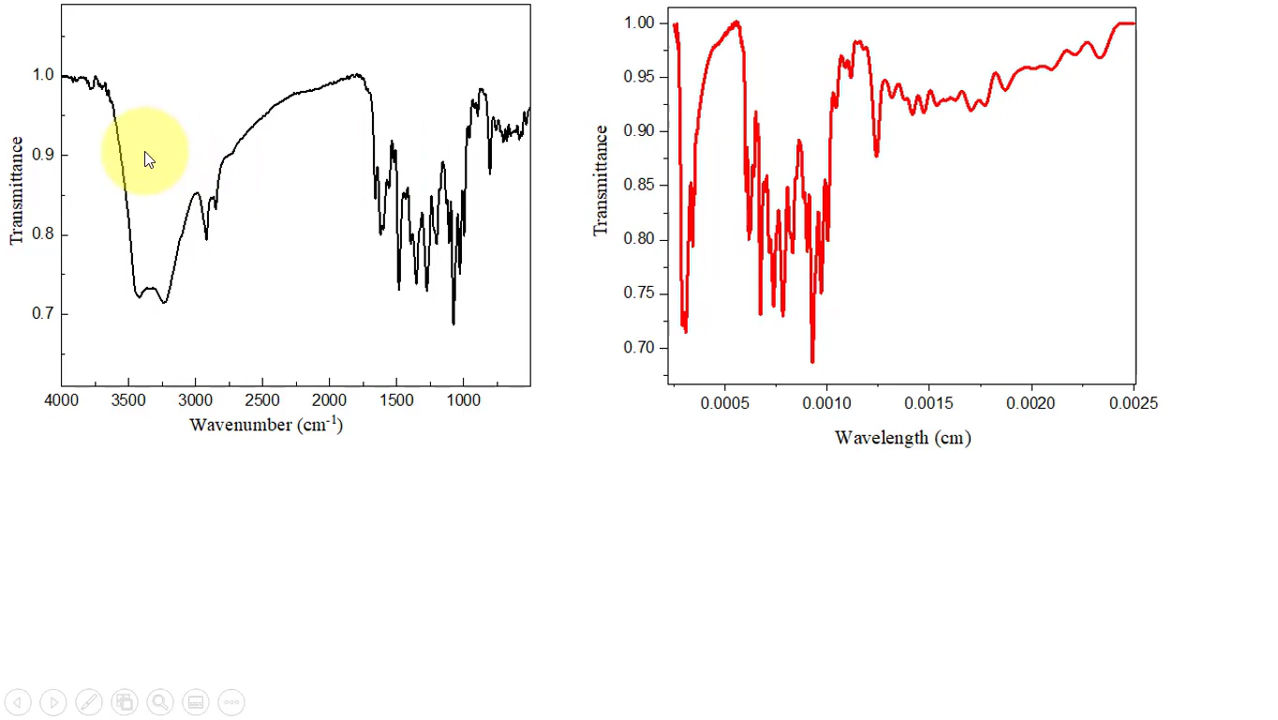 1.0
0.9
0.8
0.7
Transmittance
4000 3500 3000 2500 2000 1500 1000
Wavenumber (cm-1)
1.00
0.95
0.90
0.85
0.80
0.75
0.70
Transmittance
0.0005 0.0010 0.0015 0.0020 0.0025
Wavelength (cm)